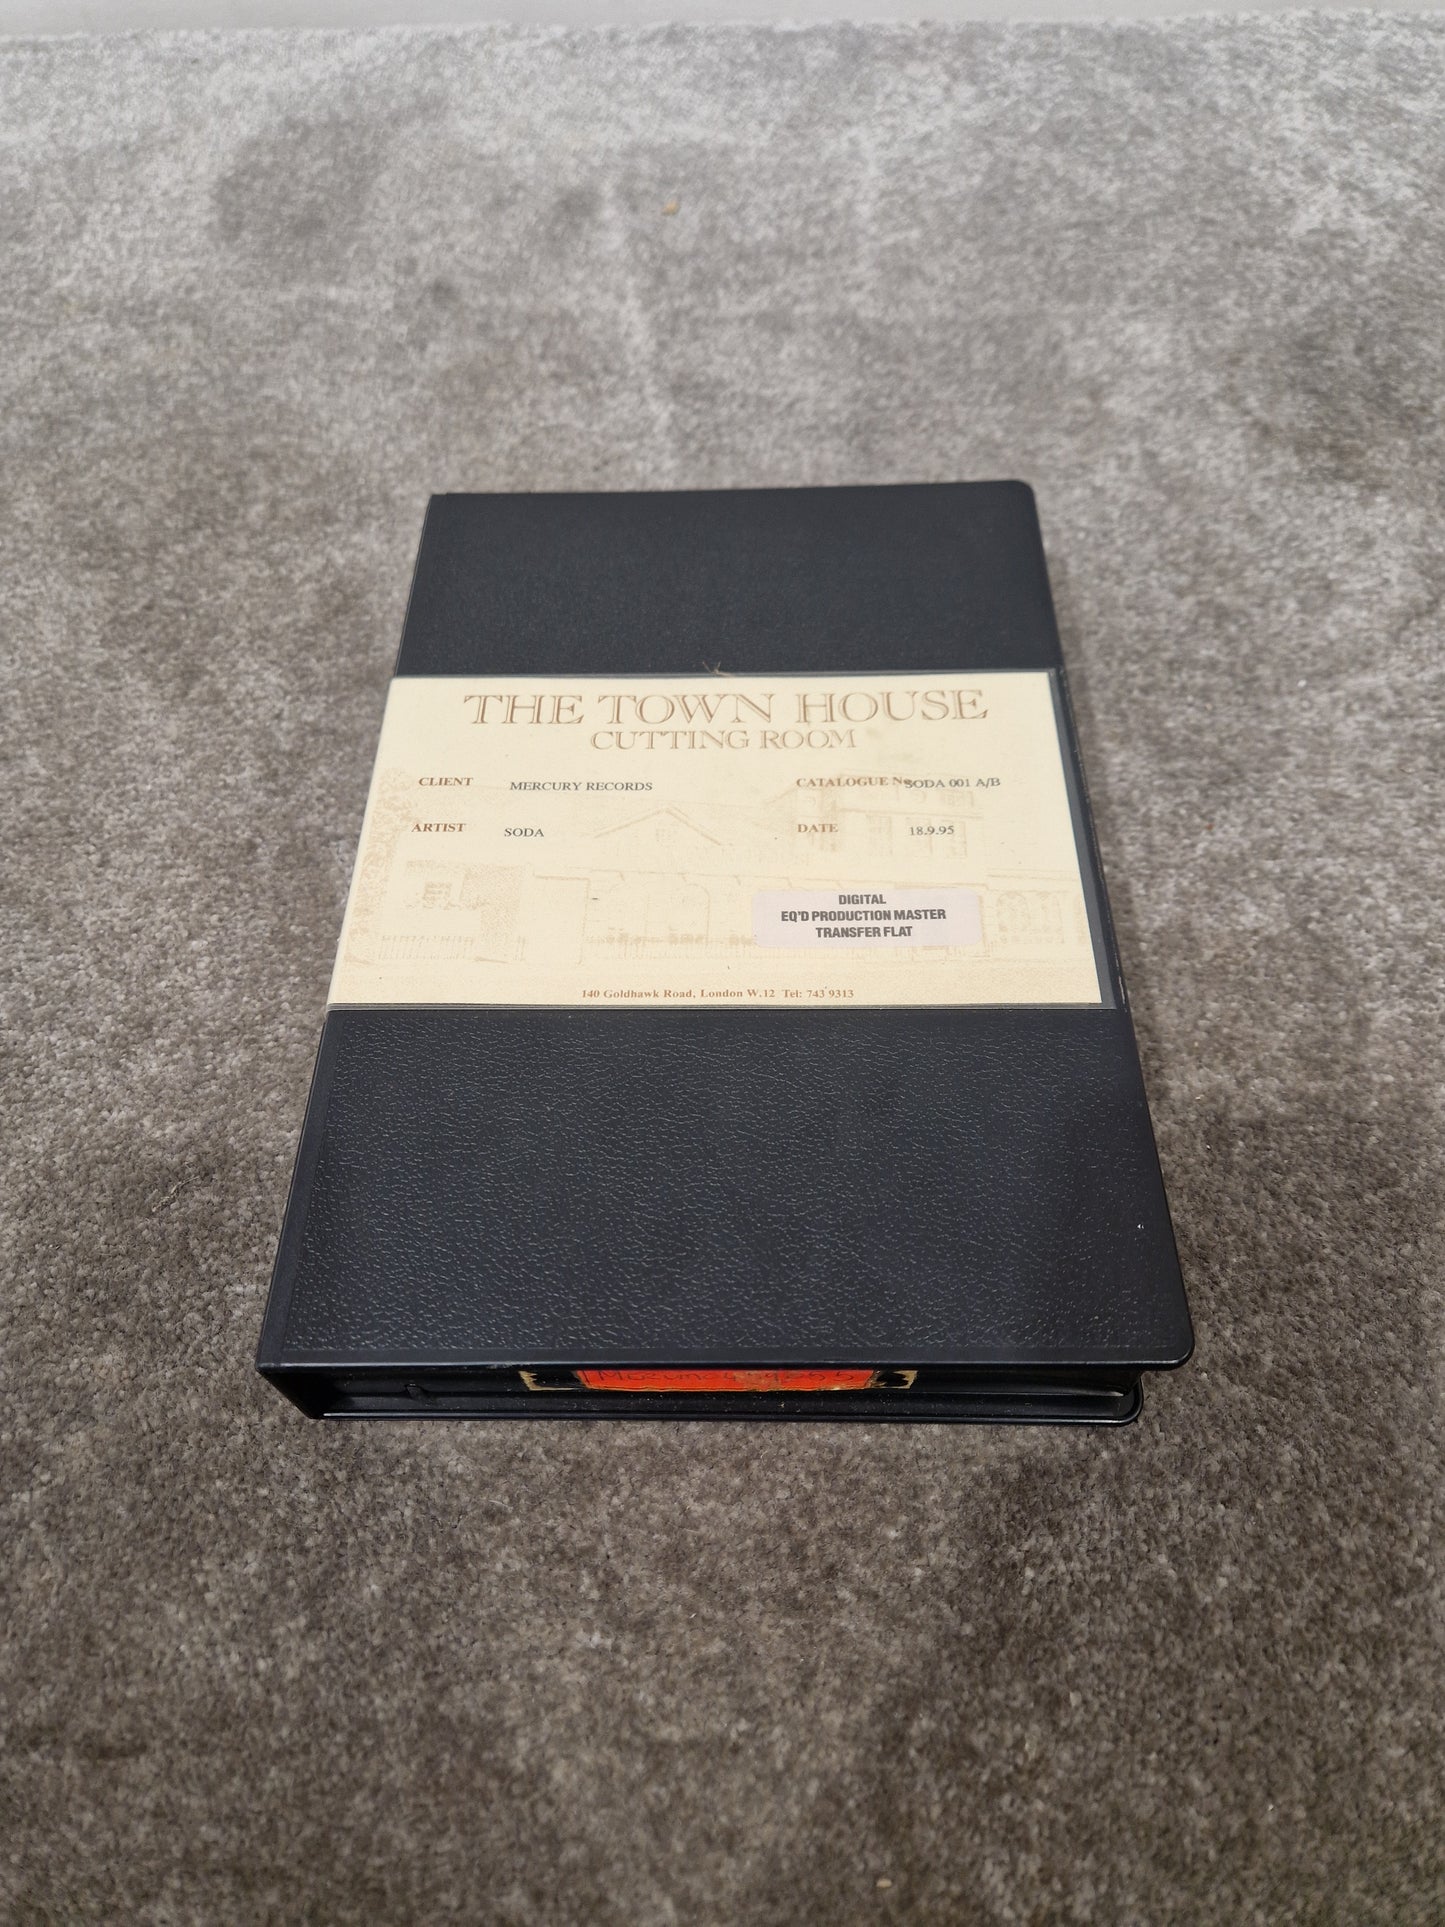 THE TOWN HOUSE
CUTTING ROOM
CLIENT MERCURY RECORDS CATALOGUE No SODA 001 A/B
ARTIST SODA DATE 18.9.95
DIGITAL
EQ'D PRODUCTION MASTER
TRANSFER FLAT
140 Goldhawk Road, London W.12 Tel: 743 9313